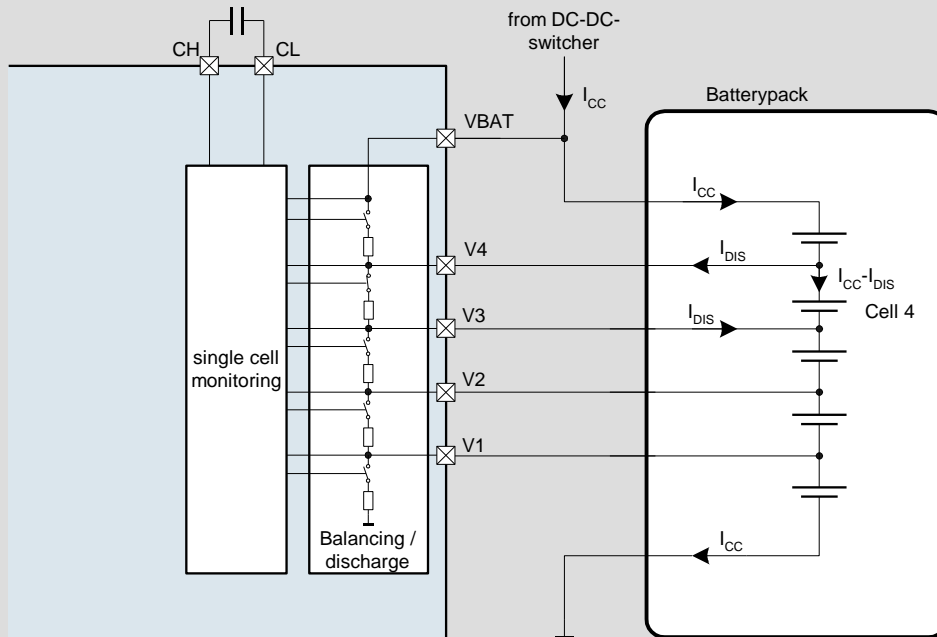 from DC-DC-
switcher
CH
CL
I_CC
Batterypack
VBAT
I_CC
V4
I_DIS
I_CC-I_DIS
V3
I_DIS
Cell 4
single cell
monitoring
V2
V1
Balancing /
discharge
I_CC